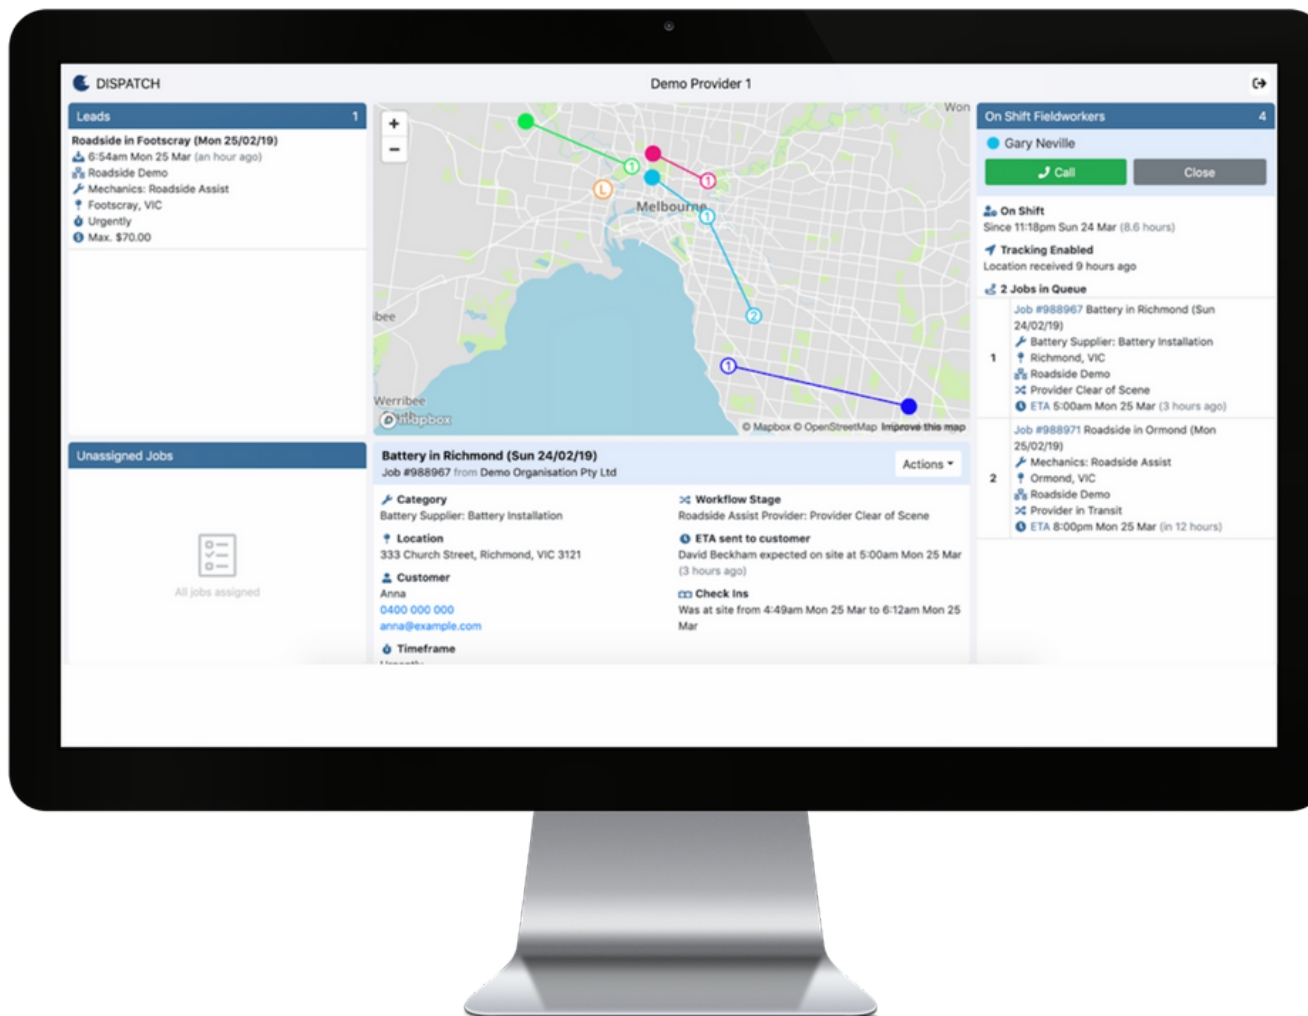 DISPATCH
Demo Provider 1
Leads 1
Roadside in Footscray (Mon 25/02/19)
6:54am Mon 25 Mar (an hour ago)
Roadside Demo
Mechanics: Roadside Assist
Footscray, VIC
Urgently
Max. $70.00
Unassigned Jobs
All jobs assigned
+
−
Won
1
1
L
Melbourne
1
2
1
ibee
Werribee
mapbox
© Mapbox © OpenStreetMap Improve this map
Battery in Richmond (Sun 24/02/19)
Job #988967 from Demo Organisation Pty Ltd
Actions
Category
Battery Supplier: Battery Installation
Location
333 Church Street, Richmond, VIC 3121
Customer
Anna
0400 000 000
anna@example.com
Timeframe
Workflow Stage
Roadside Assist Provider: Provider Clear of Scene
ETA sent to customer
David Beckham expected on site at 5:00am Mon 25 Mar
(3 hours ago)
Check Ins
Was at site from 4:49am Mon 25 Mar to 6:12am Mon 25
Mar
On Shift Fieldworkers 4
Gary Neville
Call
Close
On Shift
Since 11:18pm Sun 24 Mar (8.6 hours)
Tracking Enabled
Location received 9 hours ago
2 Jobs in Queue
Job #988967 Battery in Richmond (Sun
24/02/19)
Battery Supplier: Battery Installation
1 Richmond, VIC
Roadside Demo
Provider Clear of Scene
ETA 5:00am Mon 25 Mar (3 hours ago)
Job #988971 Roadside in Ormond (Mon
25/02/19)
Mechanics: Roadside Assist
2 Ormond, VIC
Roadside Demo
Provider in Transit
ETA 8:00pm Mon 25 Mar (in 12 hours)